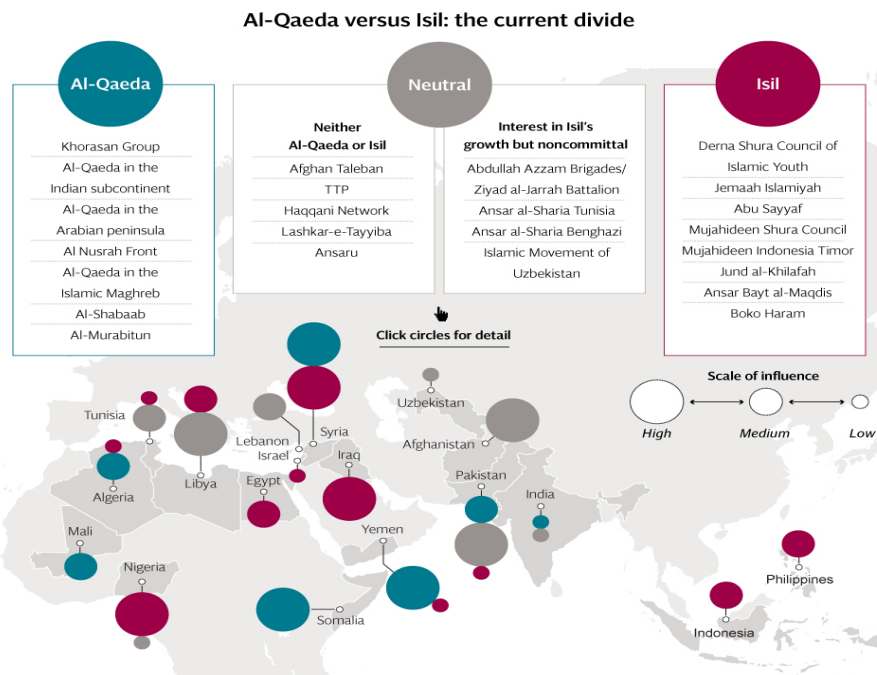 Al-Qaeda versus Isil: the current divide
Al-Qaeda
Khorasan Group
Al-Qaeda in the
Indian subcontinent
Al-Qaeda in the
Arabian peninsula
Al Nusrah Front
Al-Qaeda in the
Islamic Maghreb
Al-Shabaab
Al-Murabitun
Neutral
Neither
Al-Qaeda or Isil
Afghan Taleban
TTP
Haqqani Network
Lashkar-e-Tayyiba
Ansaru
Interest in Isil's
growth but noncommittal
Abdullah Azzam Brigades/
Ziyad al-Jarrah Battalion
Ansar al-Sharia Tunisia
Ansar al-Sharia Benghazi
Islamic Movement of
Uzbekistan
Isil
Derna Shura Council of
Islamic Youth
Jemaah Islamiyah
Abu Sayyaf
Mujahideen Shura Council
Mujahideen Indonesia Timor
Jund al-Khilafah
Ansar Bayt al-Maqdis
Boko Haram
Click circles for detail
Scale of influence
High
Medium
Low
Tunisia
Algeria
Libya
Mali
Nigeria
Egypt
Lebanon
Israel
Syria
Iraq
Yemen
Somalia
Uzbekistan
Afghanistan
Pakistan
India
Philippines
Indonesia